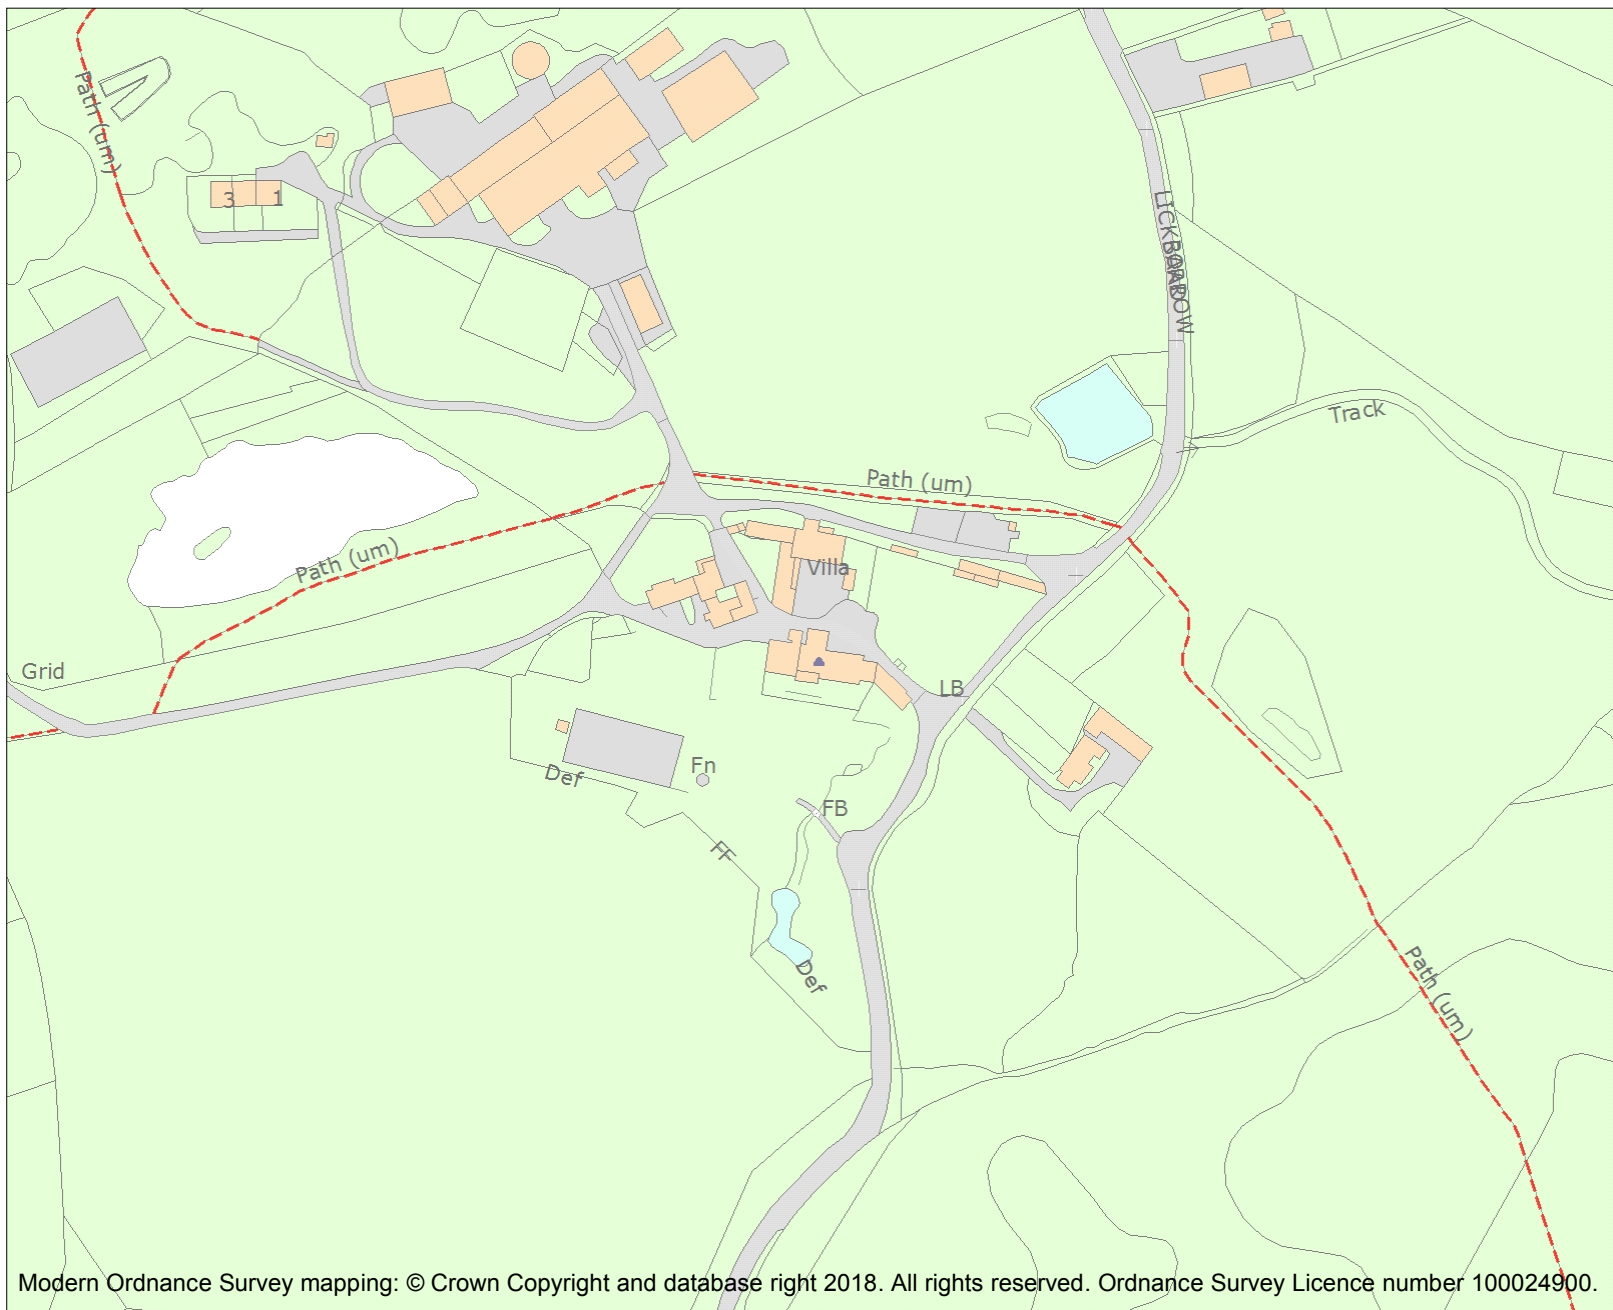 Path (um)
3
1
LICKBARROW
ROAD
Track
Path (um)
Path (um)
Villa
Grid
LB
Fn
Def
FB
FF
Def
Path (um)
Modern Ordnance Survey mapping: © Crown Copyright and database right 2018. All rights reserved. Ordnance Survey Licence number 100024900.